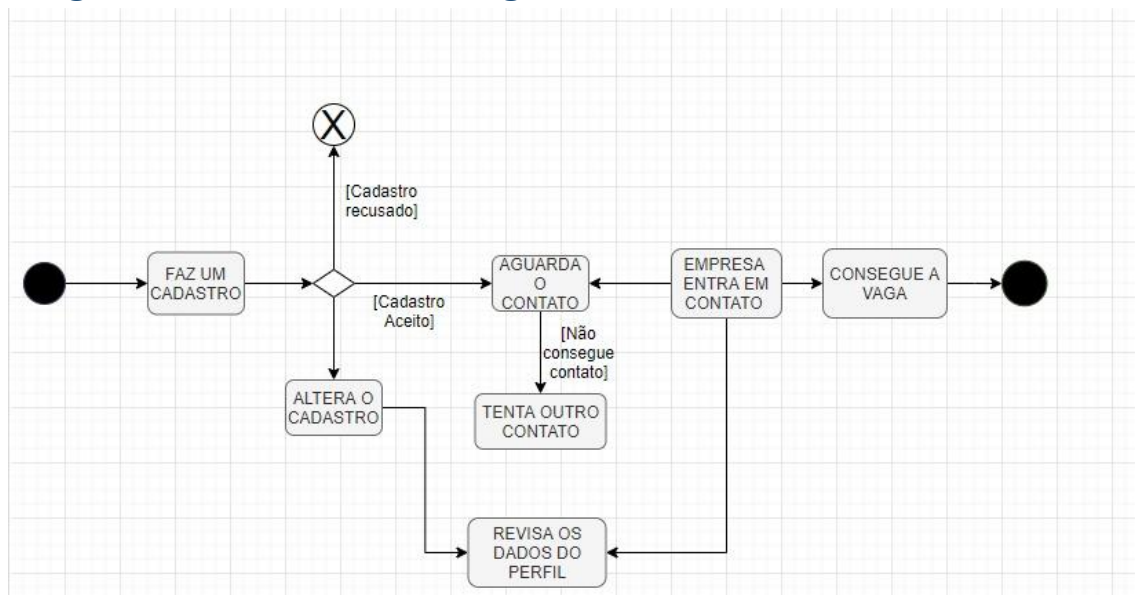 X
[Cadastro
recusado]
FAZ UM
CADASTRO
[Cadastro
Aceito]
AGUARDA
O
CONTATO
EMPRESA
ENTRA EM
CONTATO
CONSEGUE A
VAGA
[Não
consegue
contato]
ALTERA O
CADASTRO
TENTA OUTRO
CONTATO
REVISA OS
DADOS DO
PERFIL